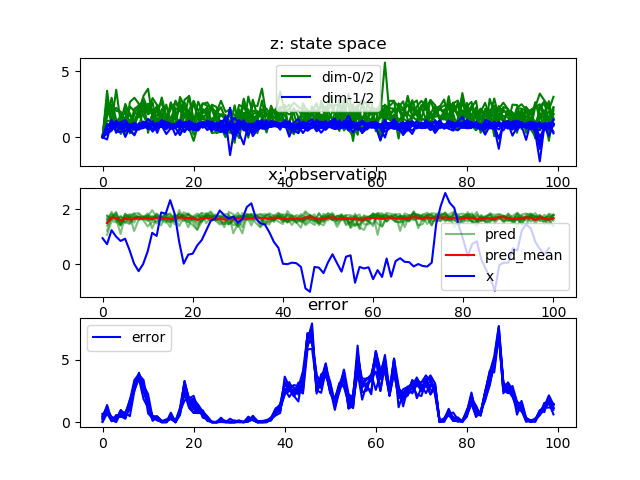 z: state space
5
0
dim-0/2
dim-1/2
0 20 40 60 80 100
x: observation
2
0
pred
pred_mean
x
0 20 40 60 80 100
error
5
0
error
0 20 40 60 80 100